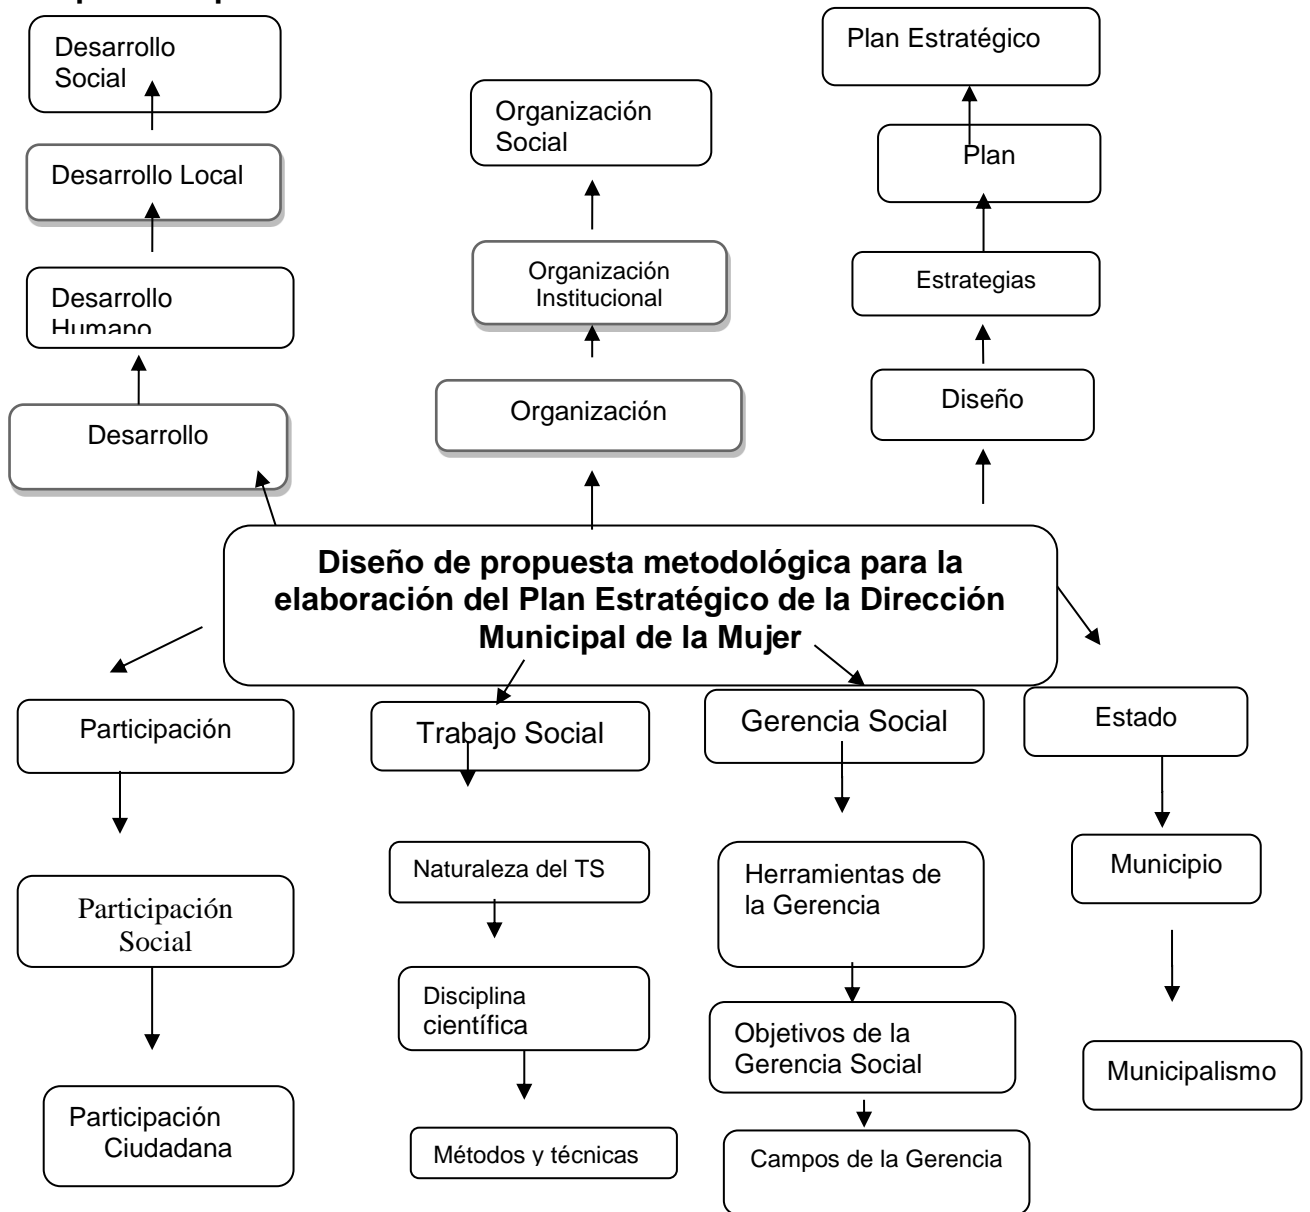 Desarrollo
Social
Desarrollo Local
Desarrollo
Humano
Desarrollo
Organización
Social
Organización
Institucional
Organización
Plan Estratégico
Plan
Estrategias
Diseño
Diseño de propuesta metodológica para la
elaboración del Plan Estratégico de la Dirección
Municipal de la Mujer
Participación
Participación
Social
Participación
Ciudadana
Trabajo Social
Naturaleza del TS
Disciplina
científica
Métodos y técnicas
Gerencia Social
Herramientas de
la Gerencia
Objetivos de la
Gerencia Social
Campos de la Gerencia
Estado
Municipio
Municipalismo